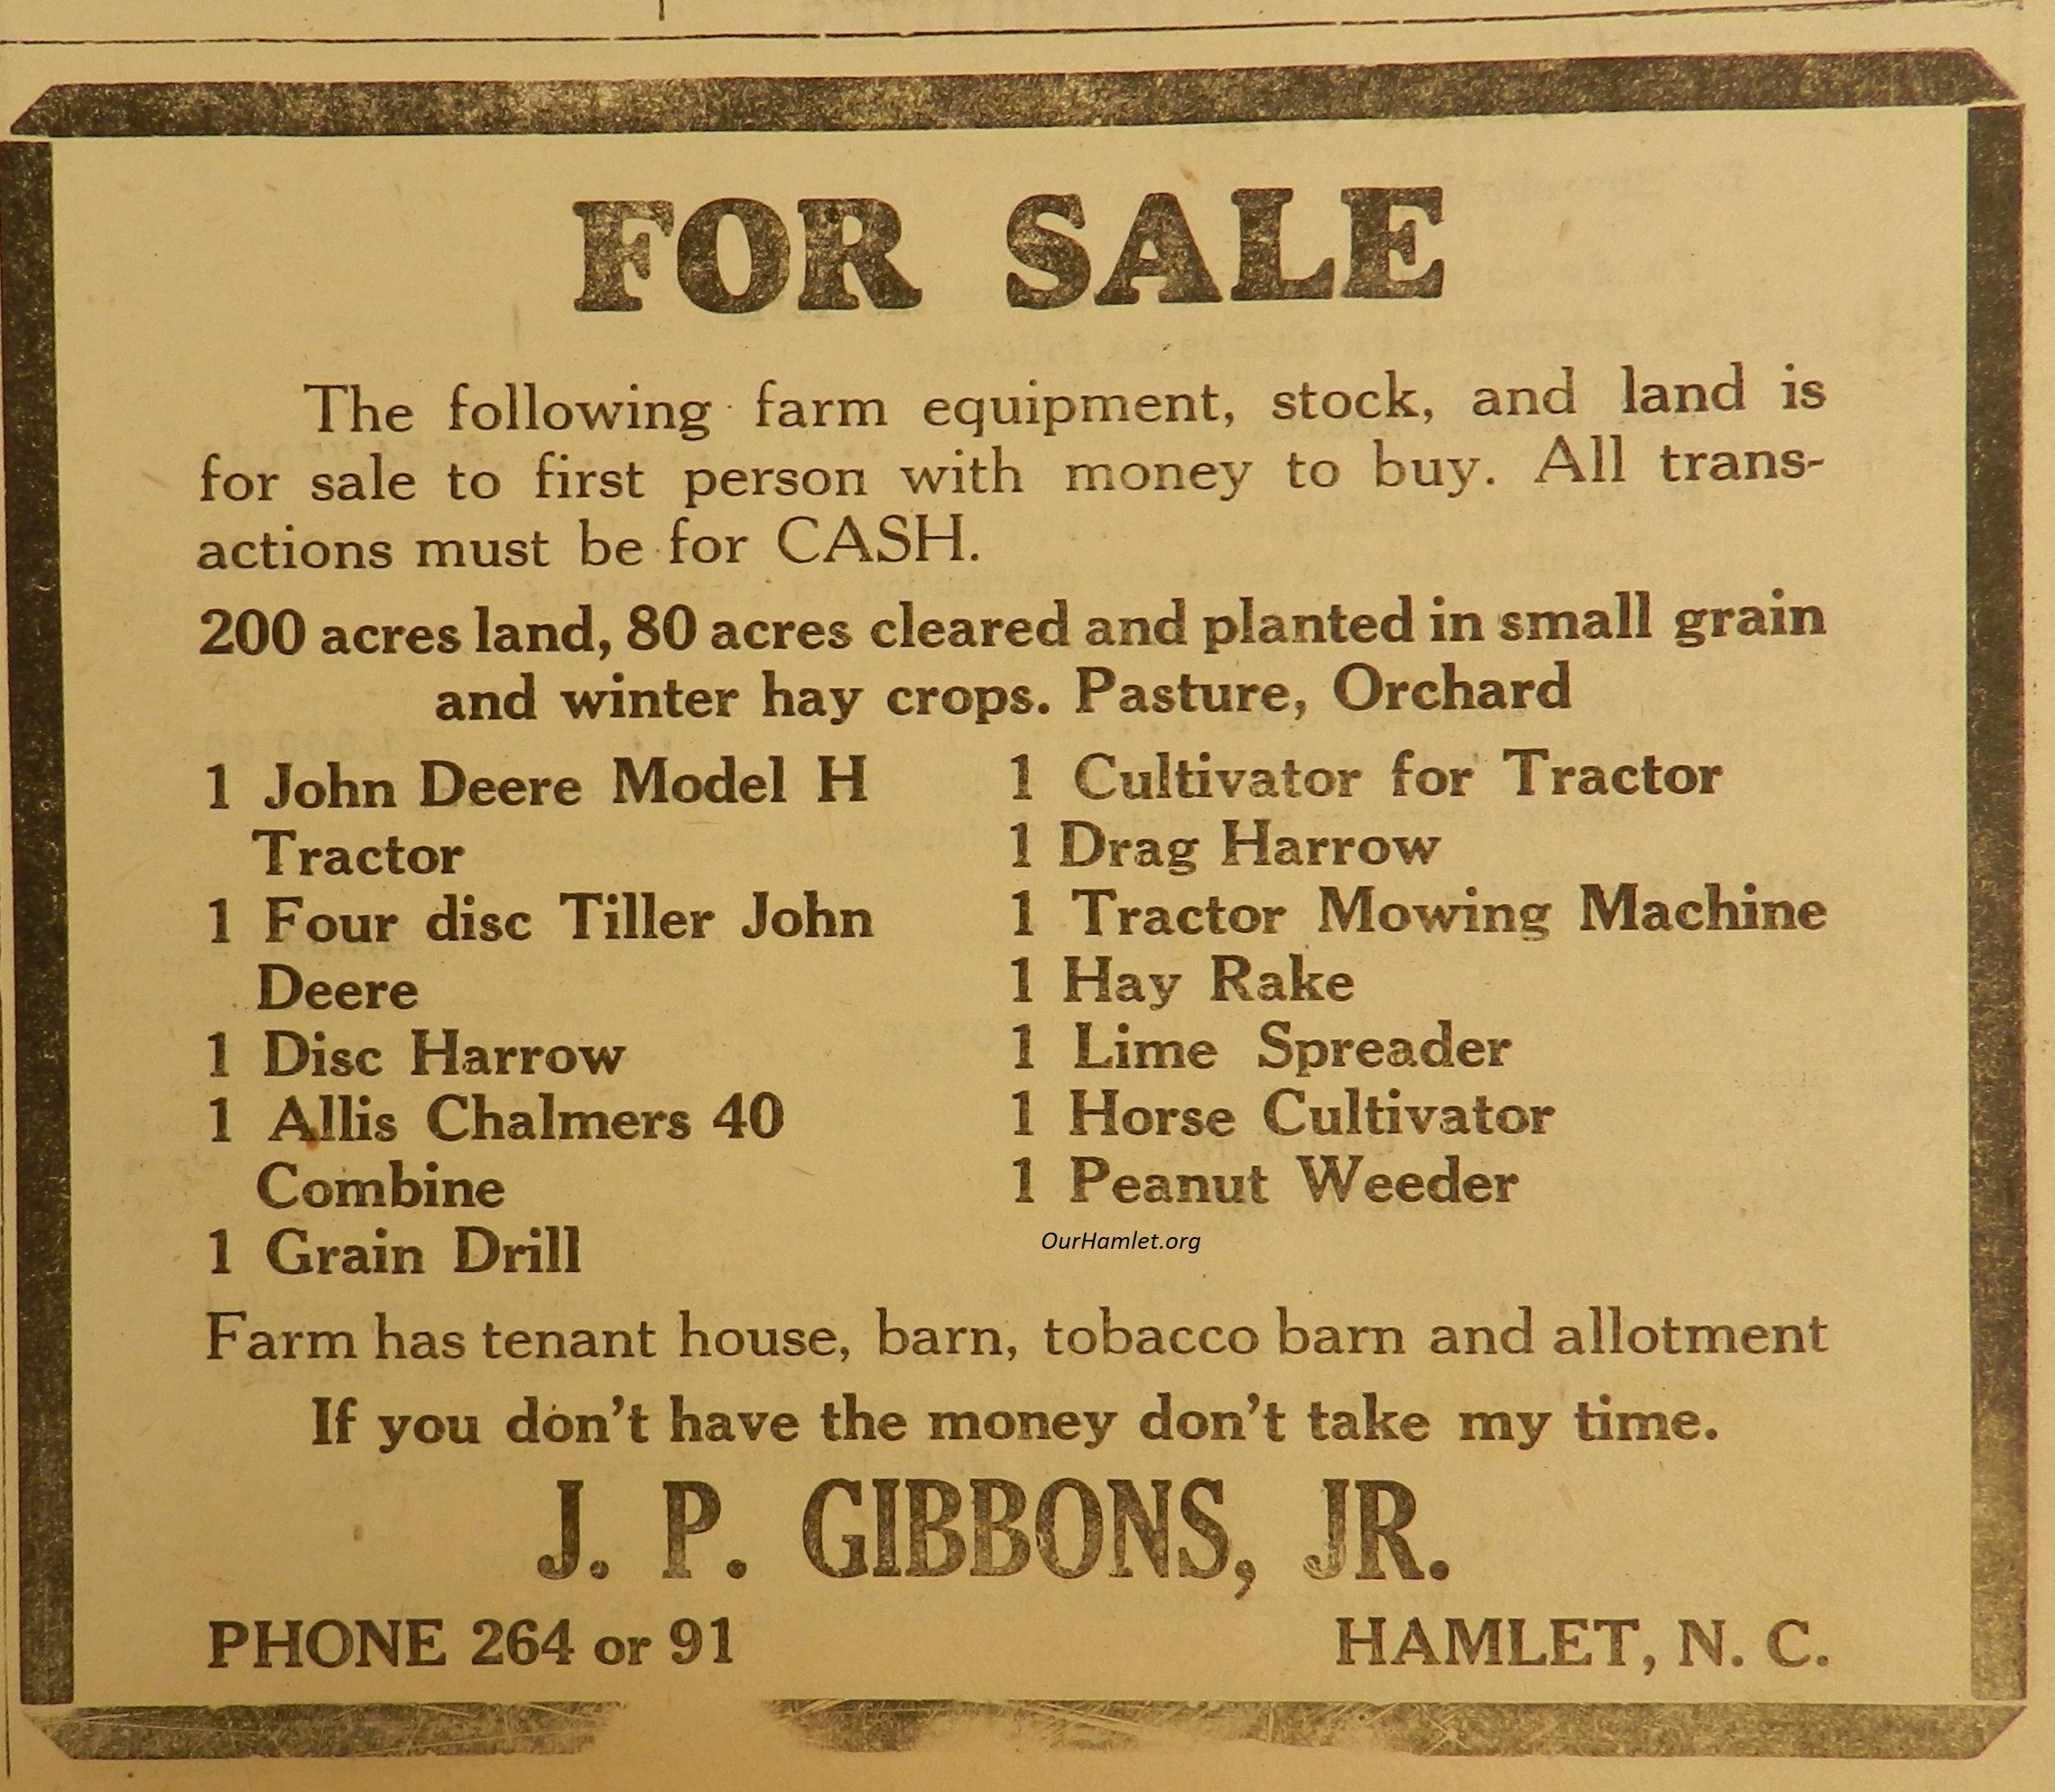 FOR SALE
The following farm equipment, stock, and land is
for sale to first person with money to buy. All trans-
actions must be for CASH.
200 acres land, 80 acres cleared and planted in small grain
and winter hay crops. Pasture, Orchard
1 John Deere Model H
Tractor
1 Four disc Tiller John
Deere
1 Disc Harrow
1 Allis Chalmers 40
Combine
1 Grain Drill
1 Cultivator for Tractor
1 Drag Harrow
1 Tractor Mowing Machine
1 Hay Rake
1 Lime Spreader
1 Horse Cultivator
1 Peanut Weeder
OurHamlet.org
Farm has tenant house, barn, tobacco barn and allotment
If you don't have the money don't take my time.
J. P. GIBBONS, JR.
PHONE 264 or 91
HAMLET, N. C.